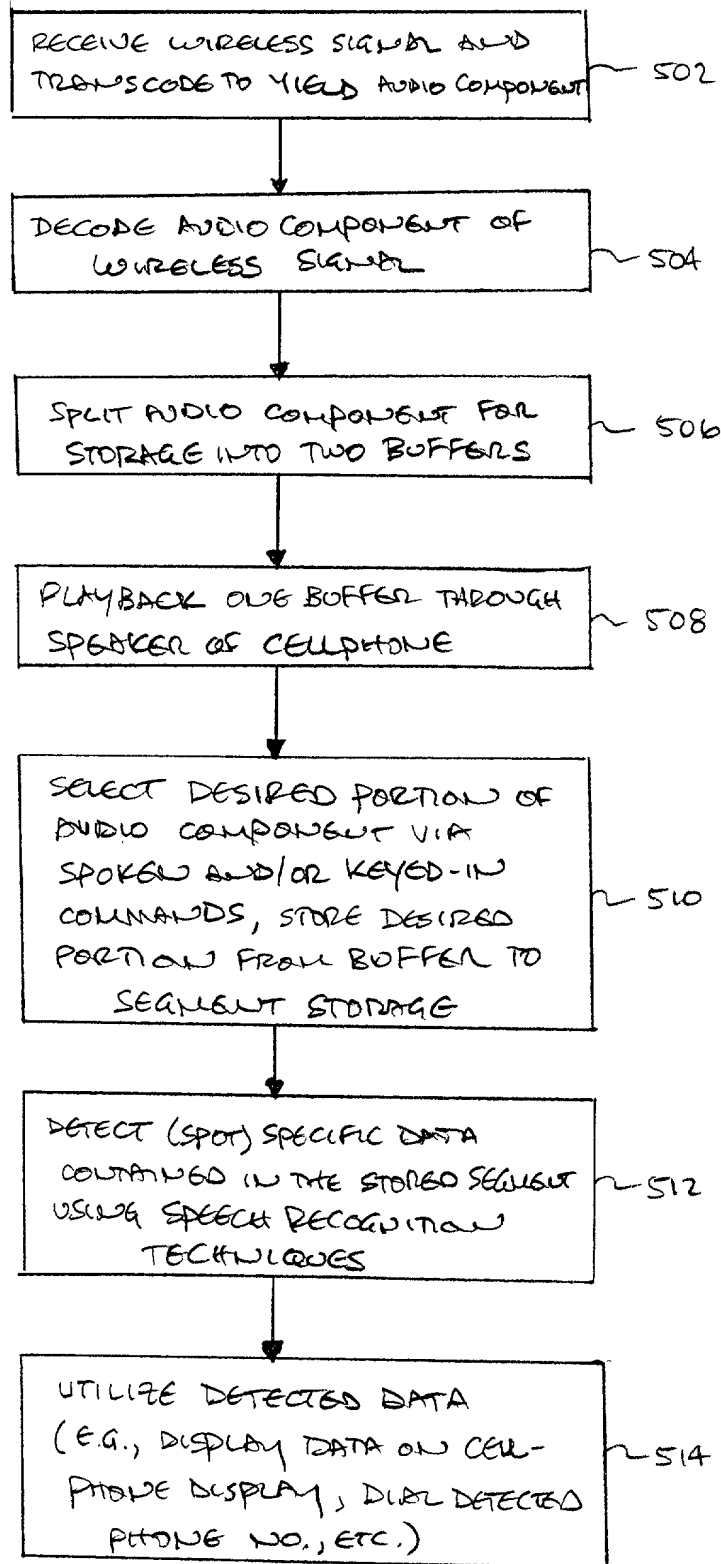 RECEIVE WIRELESS SIGNAL AND
TRANSCODE TO YIELD AUDIO COMPONENT
502
DECODE AUDIO COMPONENT OF
WIRELESS SIGNAL
504
SPLIT AUDIO COMPONENT FOR
STORAGE INTO TWO BUFFERS
506
PLAYBACK ONE BUFFER THROUGH
SPEAKER OF CELLPHONE
508
SELECT DESIRED PORTION OF
AUDIO COMPONENT VIA
SPOKEN AND/OR KEYED-IN
COMMANDS, STORE DESIRED
PORTION FROM BUFFER TO
SEGMENT STORAGE
510
DETECT (SPOT) SPECIFIC DATA
CONTAINED IN THE STORED SEGMENT
USING SPEECH RECOGNITION
TECHNIQUES
512
UTILIZE DETECTED DATA
(E.G., DISPLAY DATA ON CELL-
PHONE DISPLAY, DIAL DETECTED
PHONE NO., ETC.)
514